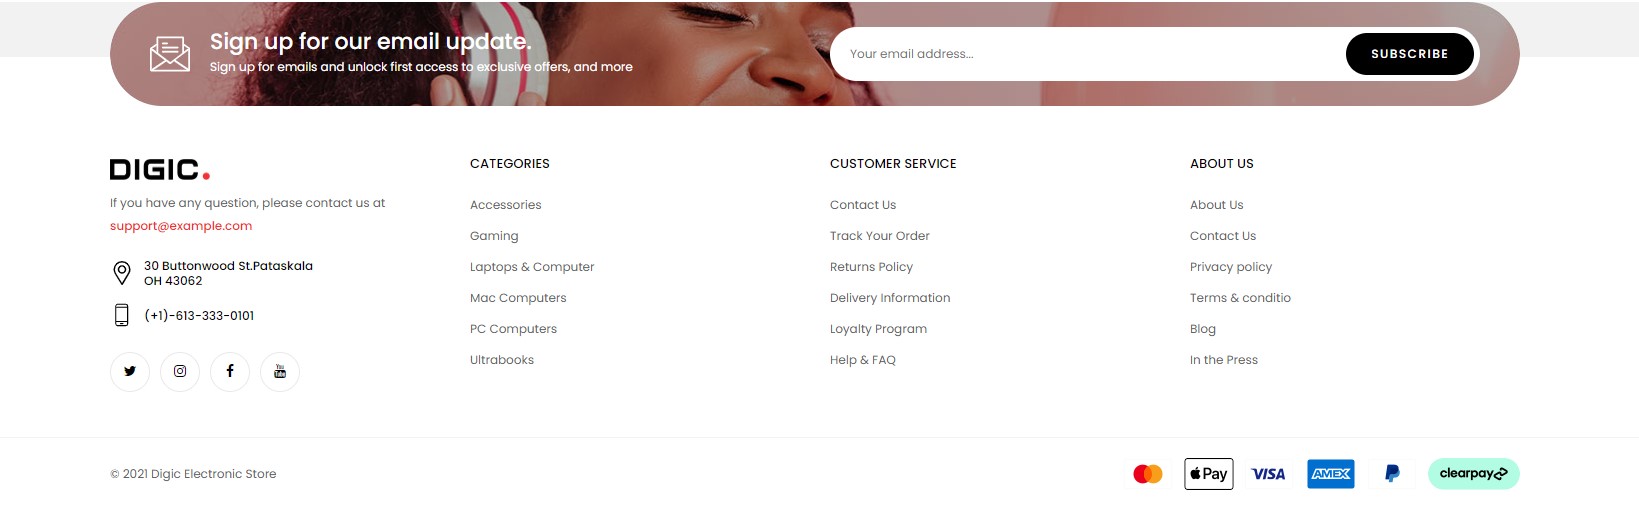 Sign up for our email update.
Sign up for emails and unlock first access to exclusive offers, and more
Your email address...
SUBSCRIBE
DIGIC.
If you have any question, please contact us at
support@example.com
30 Buttonwood St.Pataskala
OH 43062
(+1)-613-333-0101
You
Tube
CATEGORIES
Accessories
Gaming
Laptops & Computer
Mac Computers
PC Computers
Ultrabooks
CUSTOMER SERVICE
Contact Us
Track Your Order
Returns Policy
Delivery Information
Loyalty Program
Help & FAQ
ABOUT US
About Us
Contact Us
Privacy policy
Terms & conditio
Blog
In the Press
© 2021 Digic Electronic Store
Pay
VISA
AMEX
clearpay